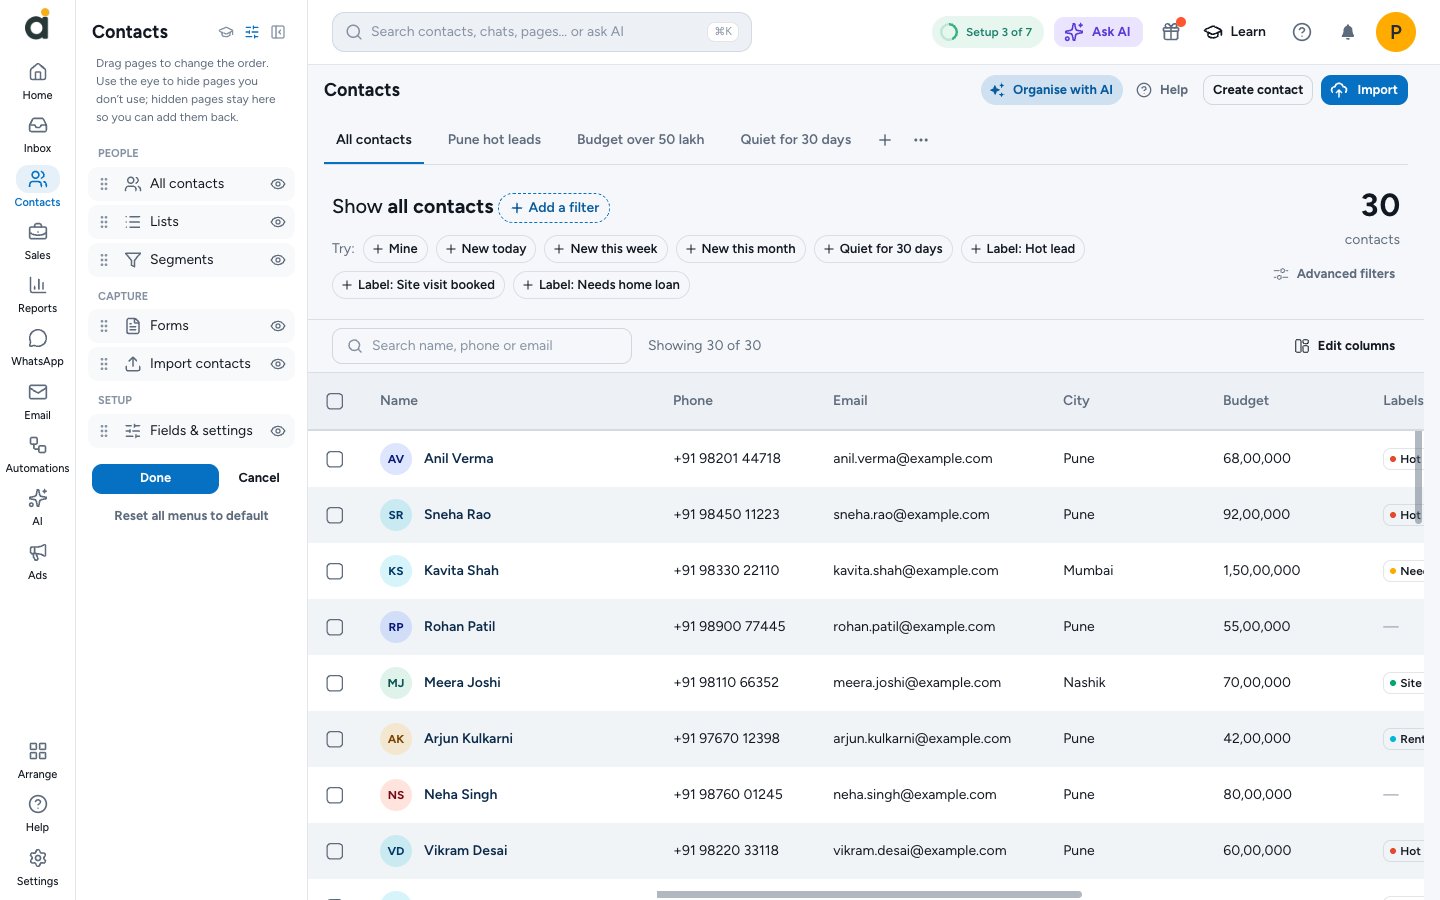 Home
Inbox
Contacts
Sales
Reports
WhatsApp
Email
Automations
AI
Ads
Arrange
Help
Settings
Contacts
Drag pages to change the order.
Use the eye to hide pages you
don't use; hidden pages stay here
so you can add them back.
PEOPLE
All contacts
Lists
Segments
CAPTURE
Forms
Import contacts
SETUP
Fields & settings
Done Cancel
Reset all menus to default
Search contacts, chats, pages... or ask AI ⌘K
Setup 3 of 7
Ask AI
Learn
P
Contacts
Organise with AI
Help
Create contact
Import
All contacts Pune hot leads Budget over 50 lakh Quiet for 30 days
Show all contacts + Add a filter
30
contacts
Try: + Mine + New today + New this week + New this month + Quiet for 30 days + Label: Hot lead
+ Label: Site visit booked + Label: Needs home loan
Advanced filters
Search name, phone or email
Showing 30 of 30
Edit columns
Name Phone Email City Budget Labels
AV Anil Verma +91 98201 44718 anil.verma@example.com Pune 68,00,000 Hot
SR Sneha Rao +91 98450 11223 sneha.rao@example.com Pune 92,00,000 Hot
KS Kavita Shah +91 98330 22110 kavita.shah@example.com Mumbai 1,50,00,000
RP Rohan Patil +91 98900 77445 rohan.patil@example.com Pune 55,00,000 —
MJ Meera Joshi +91 98110 66352 meera.joshi@example.com Nashik 70,00,000 Site
AK Arjun Kulkarni +91 97670 12398 arjun.kulkarni@example.com Pune 42,00,000 Rent
NS Neha Singh +91 98760 01245 neha.singh@example.com Pune 80,00,000 —
VD Vikram Desai +91 98220 33118 vikram.desai@example.com Pune 60,00,000 Hot